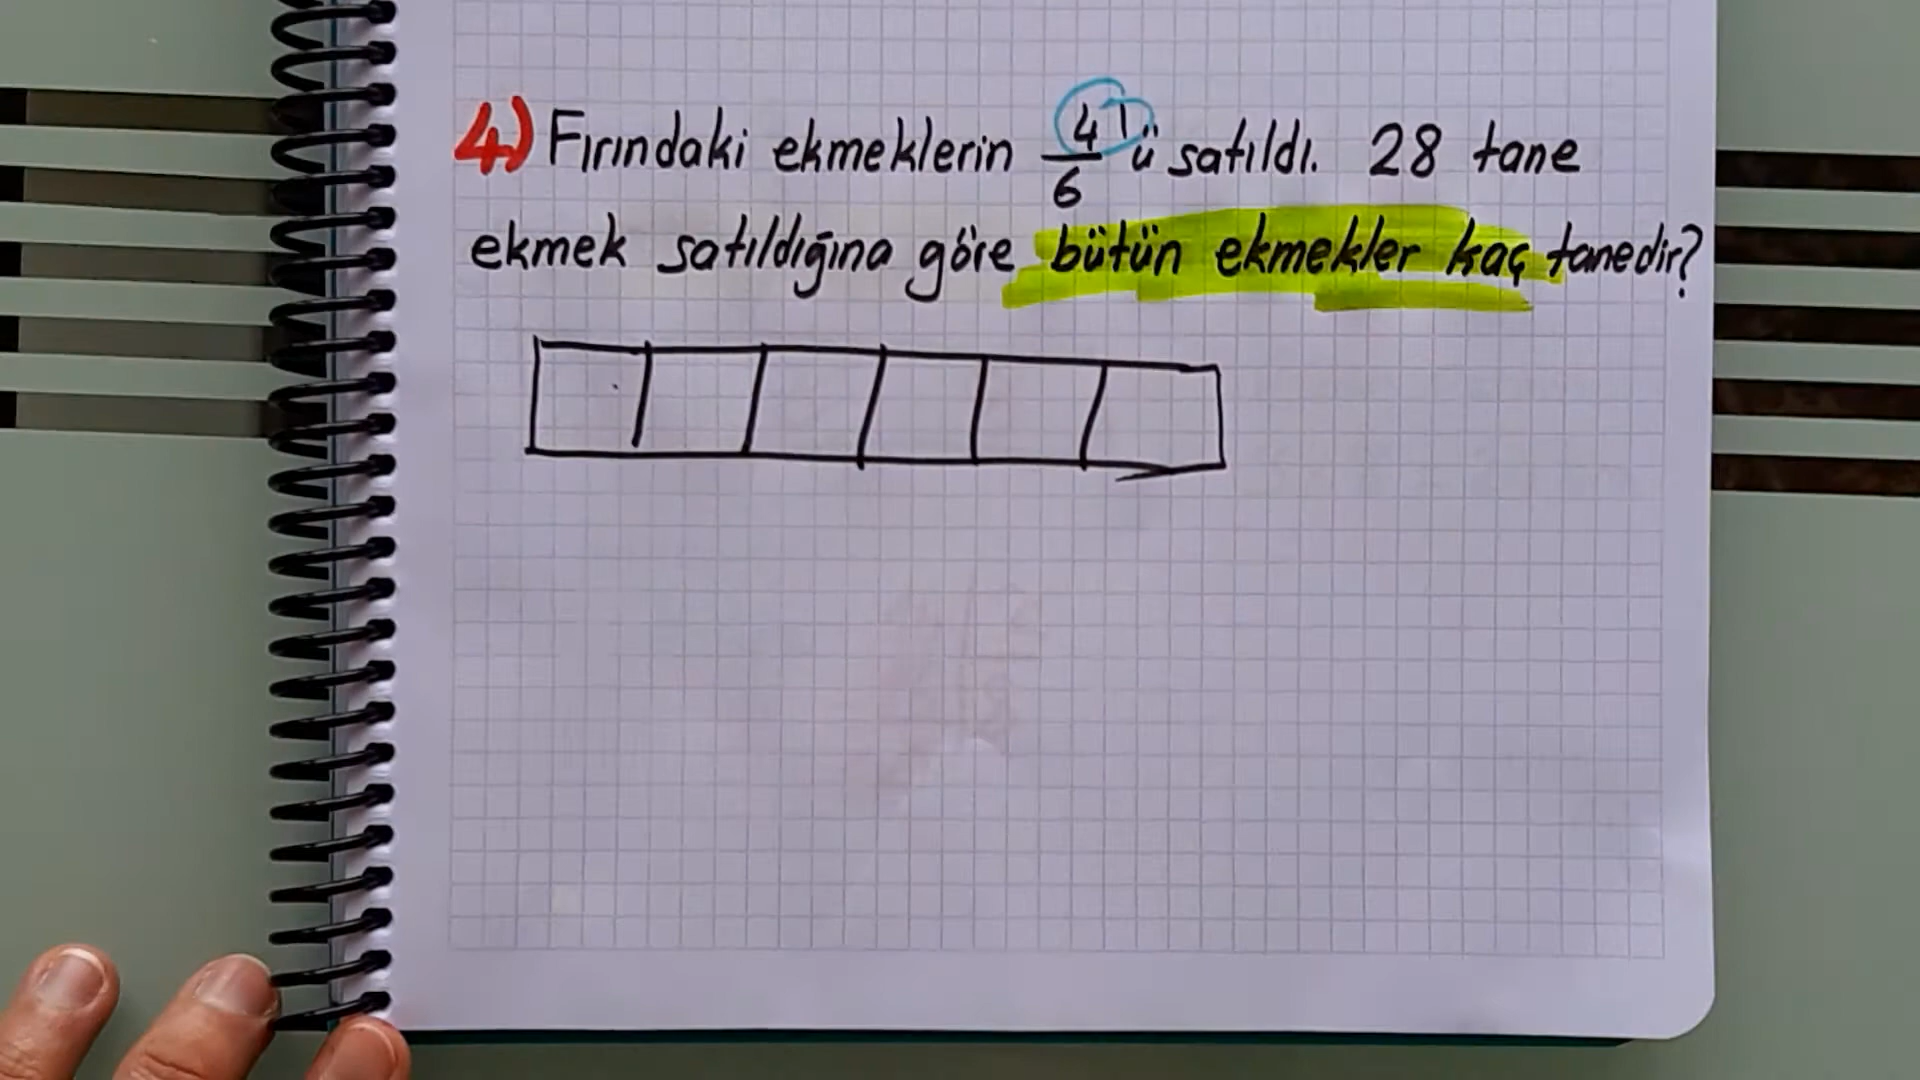 4) Fırındaki ekmeklerin 4/6'ü satıldı. 28 tane
ekmek satıldığına göre bütün ekmekler kaç tanedir?